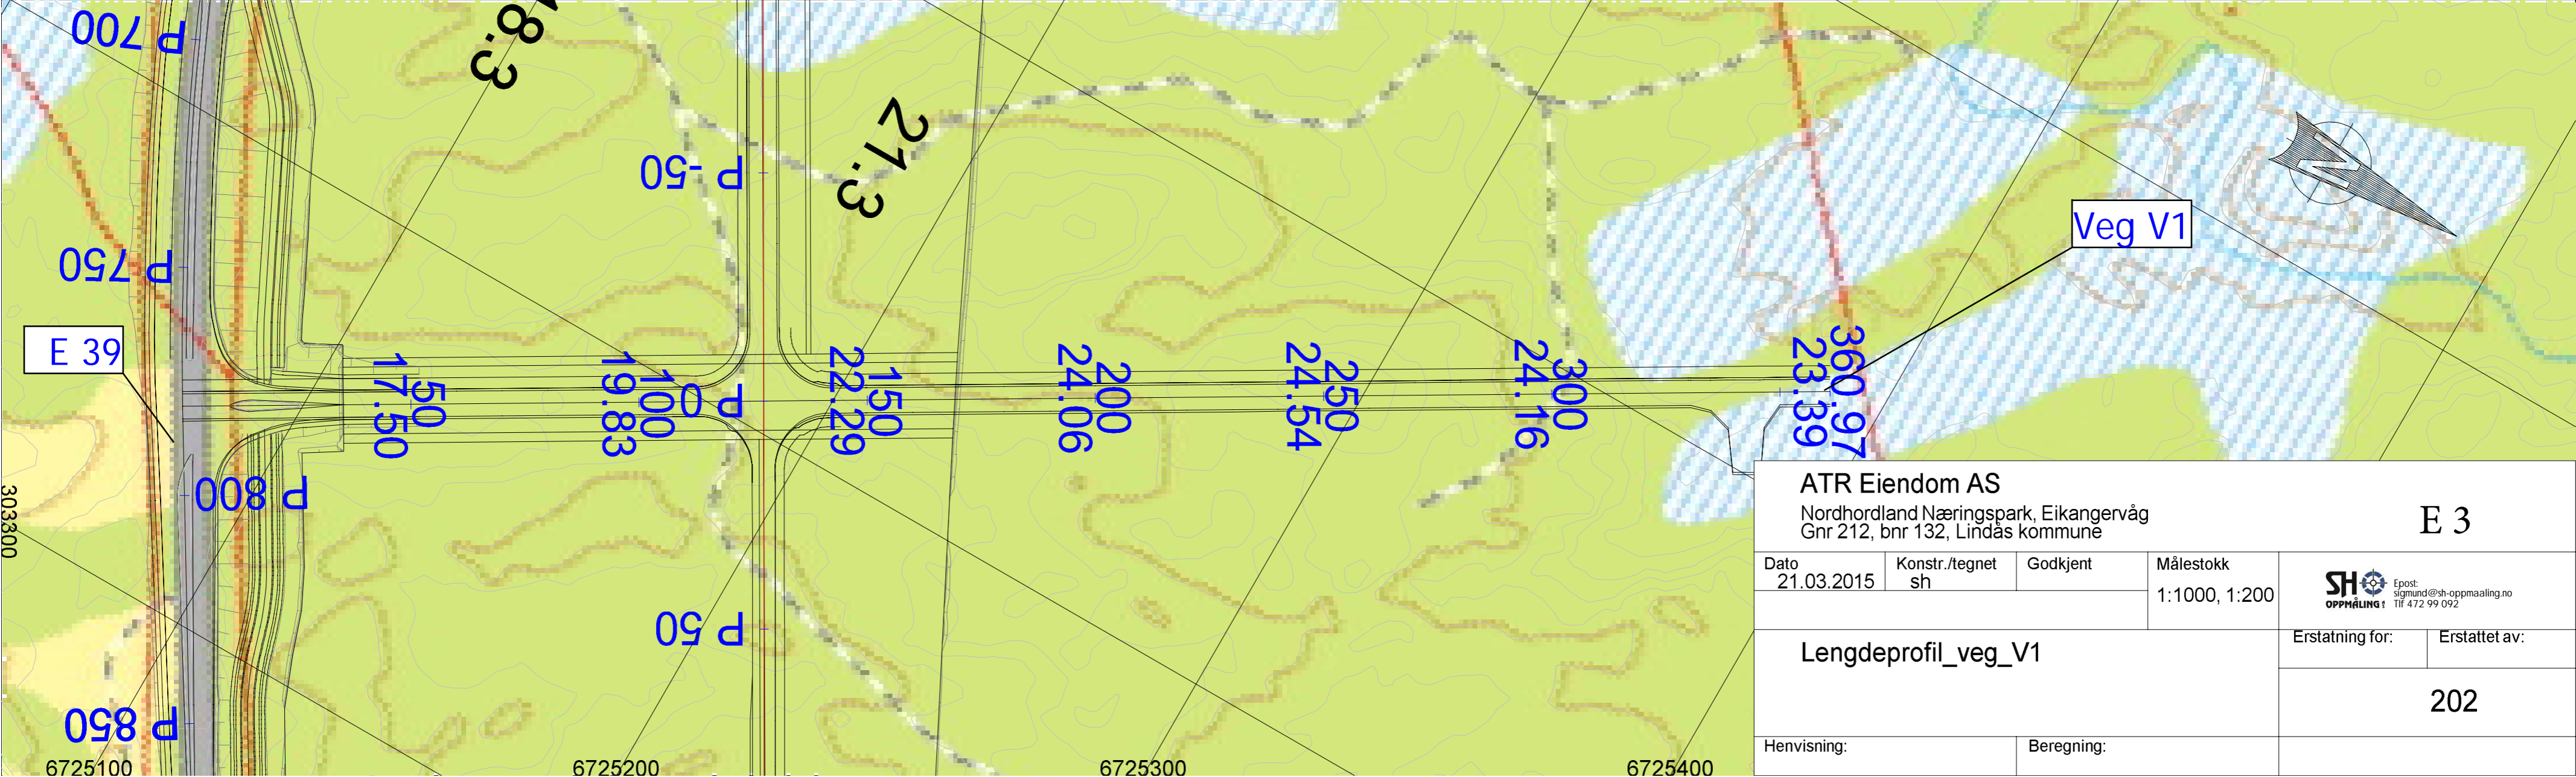 P 700
18.3
21.3
P -50
P 750
Veg V1
E 39
50
17.50
100
19.83
P 0
150
22.29
200
24.06
250
24.54
300
24.16
360.97
23.39
P 800
303300
P 50
P 850
6725100
6725200
6725300
6725400
N
ATR Eiendom AS
Nordhordland Næringspark, Eikangervåg
Gnr 212, bnr 132, Lindås kommune
E 3
Dato
21.03.2015
Konstr./tegnet
sh
Godkjent
Målestokk
1:1000, 1:200
SH
OPPMÅLING
Epost:
sigmund@sh-oppmaaling.no
Tlf 472 99 092
Lengdeprofil_veg_V1
Erstatning for:
Erstattet av:
202
Henvisning:
Beregning: